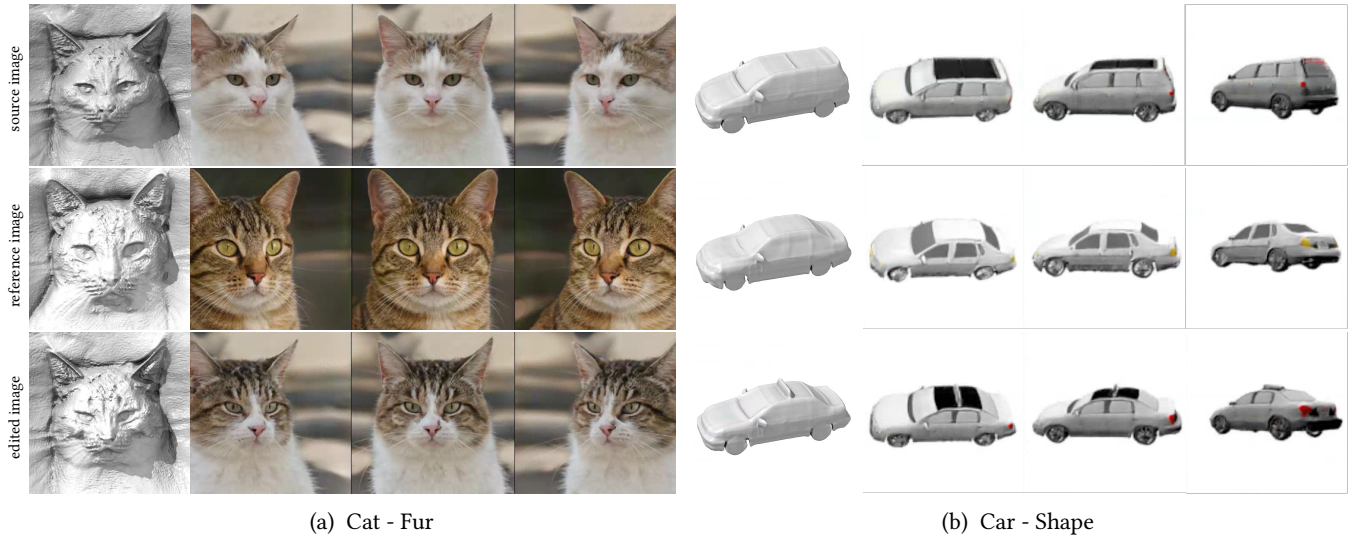 source image
reference image
edited image
(a) Cat - Fur
(b) Car - Shape